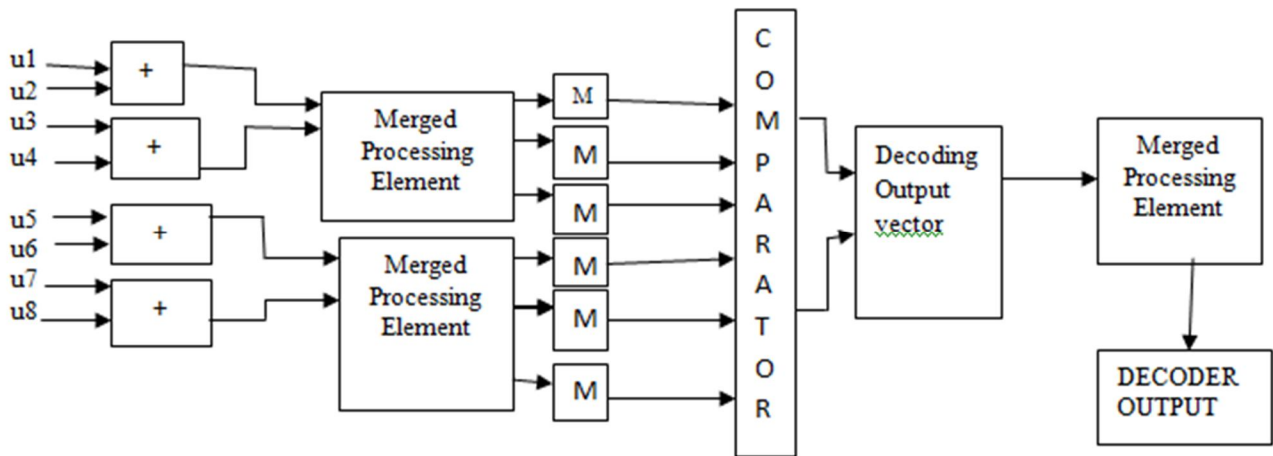 u1
u2
+
u3
u4
+
u5
u6
+
u7
u8
+
Merged
Processing
Element
Merged
Processing
Element
M
M
M
M
M
M
C
O
M
P
A
R
A
T
O
R
Decoding
Output
vector
Merged
Processing
Element
DECODER
OUTPUT